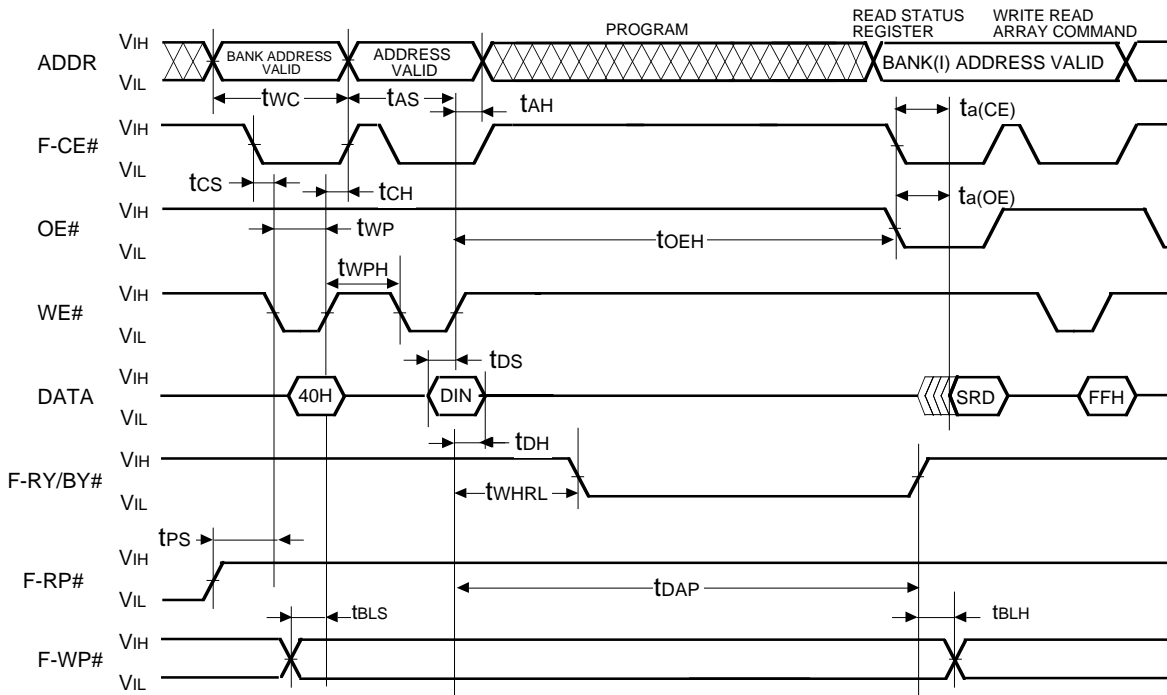 PROGRAM
READ STATUS REGISTER
WRITE READ ARRAY COMMAND
ADDR
VIH
VIL
BANK ADDRESS VALID
ADDRESS VALID
BANK(I) ADDRESS VALID
tWC
tAS
tAH
ta(CE)
F-CE#
VIH
VIL
tCS
tCH
ta(OE)
OE#
VIH
VIL
tWP
tOEH
tWPH
WE#
VIH
VIL
tDS
DATA
VIH
VIL
40H
DIN
SRD
FFH
tDH
F-RY/BY#
VIH
VIL
tWHRL
tPS
F-RP#
VIH
VIL
tDAP
tBLS
tBLH
F-WP#
VIH
VIL